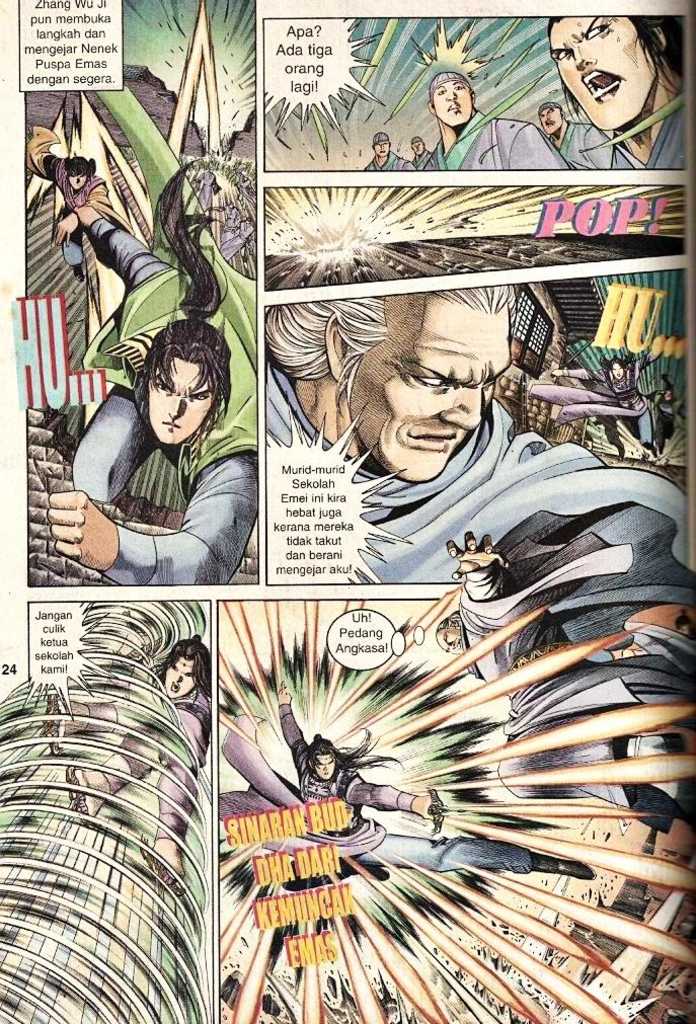 Zhang Wu Ji
pun membuka
langkah dan
mengejar Nenek
Puspa Emas
dengan segera.
HU...
Apa?
Ada tiga
orang
lagi!
POP!
HU...
Murid-murid
Sekolah
Emei ini kira
hebat juga
kerana mereka
tidak takut
dan berani
mengejar aku!
Jangan
culik
ketua
sekolah
kami!
Uh!
Pedang
Angkasa!
SINARAN BUD
DHA DARI
KEMUNCAK
EMAS
24